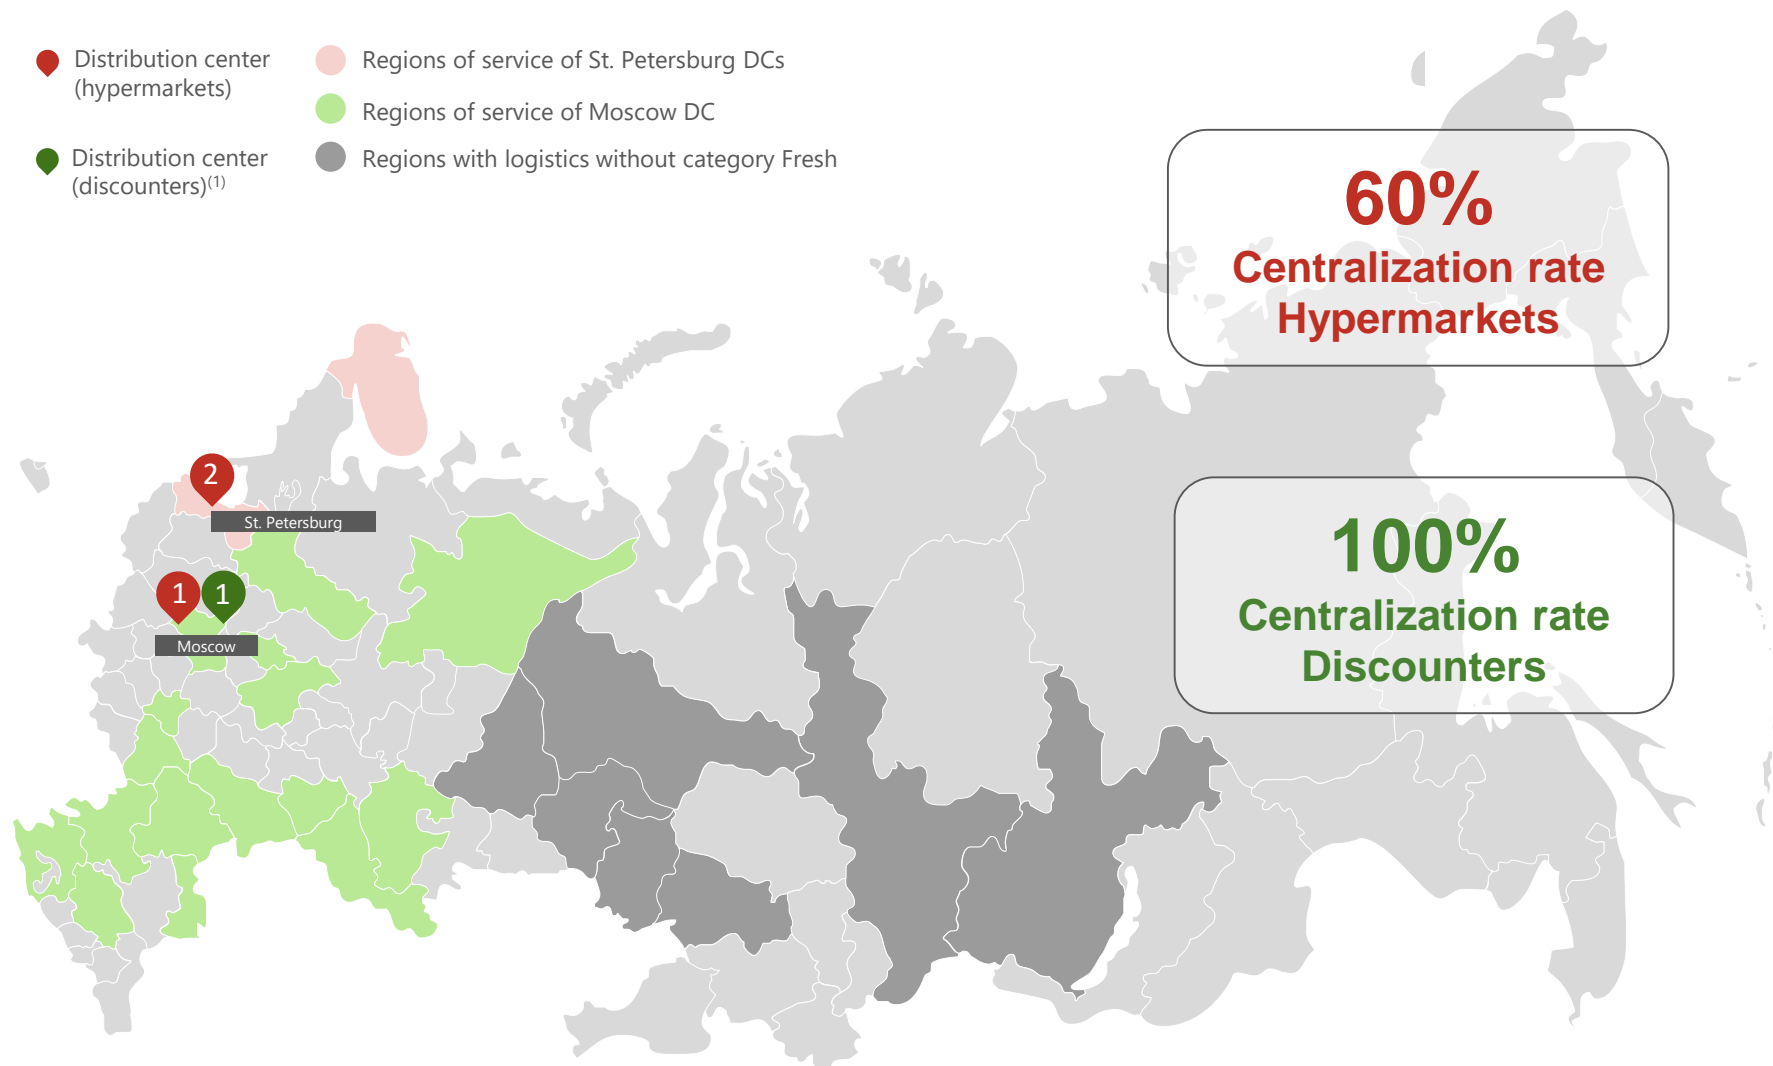 Distribution center
(hypermarkets)
Distribution center
(discounters)(1)
Regions of service of St. Petersburg DCs
Regions of service of Moscow DC
Regions with logistics without category Fresh
60%
Centralization rate
Hypermarkets
2
St. Petersburg
1
1
Moscow
100%
Centralization rate
Discounters